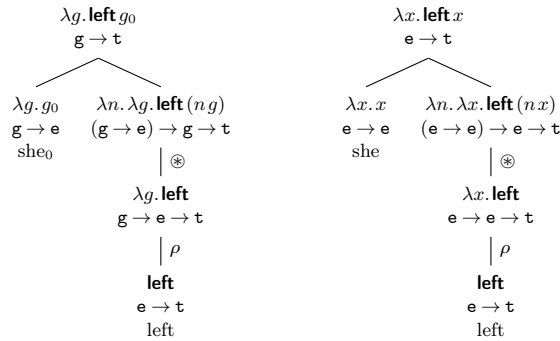 λg. left g₀ λx. left x
g → t e → t
λg. g₀ λn. λg. left (n g) λx. x λn. λx. left (n x)
g → e (g → e) → g → t e → e (e → e) → e → t
she₀ she
⊛ ⊛
λg. left λx. left
g → e → t e → e → t
ρ ρ
left left
e → t e → t
left left